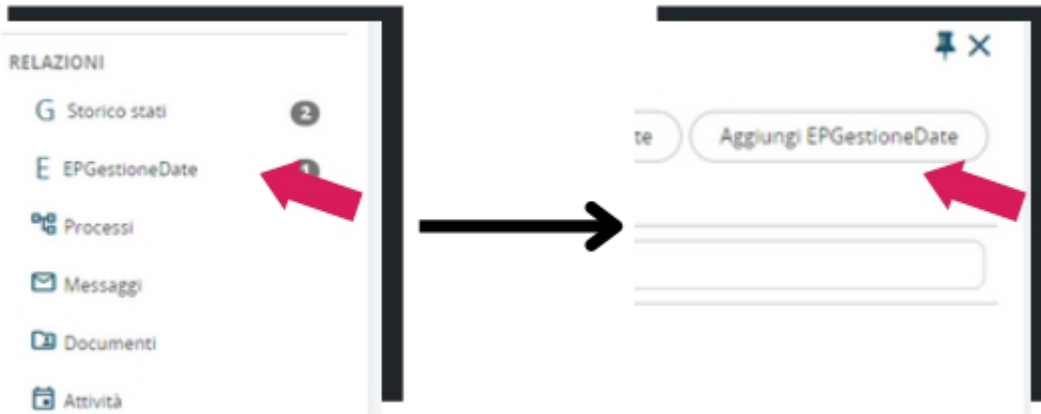 RELAZIONI
G Storico stati 2
E EPGestioneDate
Processi
Messaggi
Documenti
Attività
te
Aggiungi EPGestioneDate